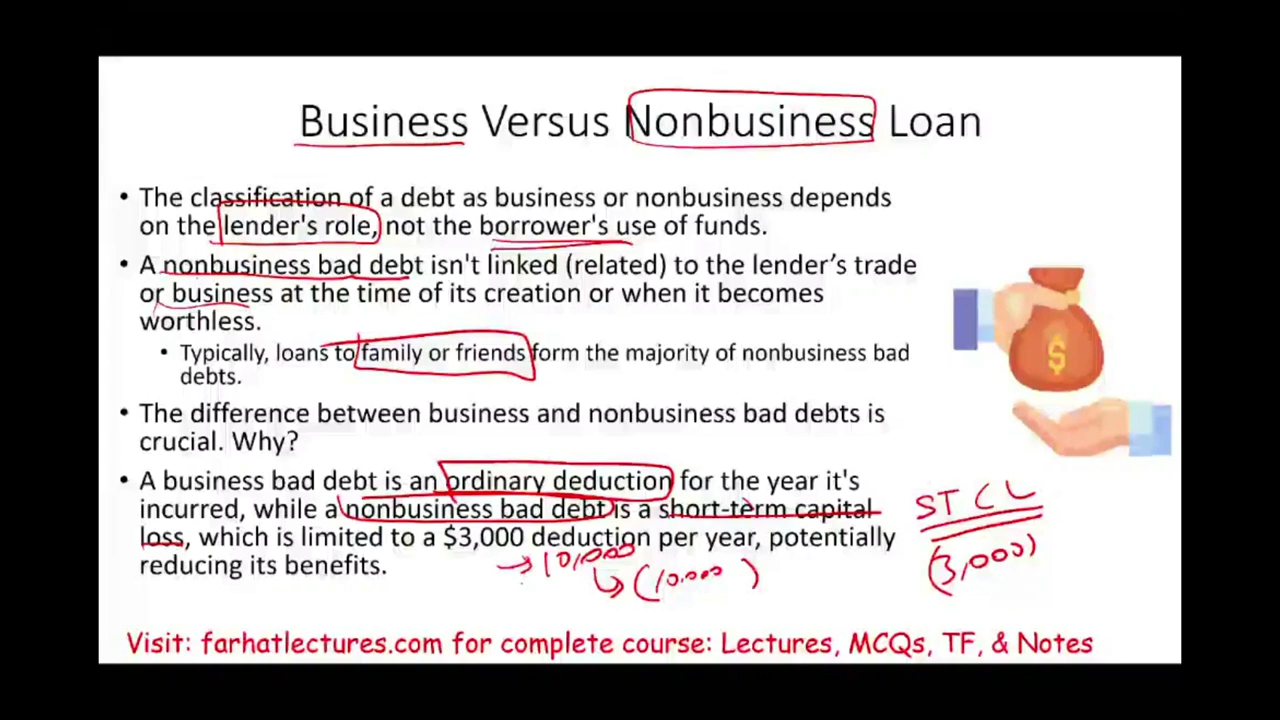 Business Versus Nonbusiness Loan
• The classification of a debt as business or nonbusiness depends
on the lender's role, not the borrower's use of funds.
• A nonbusiness bad debt isn't linked (related) to the lender’s trade
or business at the time of its creation or when it becomes
worthless.
• Typically, loans to family or friends form the majority of nonbusiness bad
debts.
• The difference between business and nonbusiness bad debts is
crucial. Why?
• A business bad debt is an ordinary deduction for the year it's
incurred, while a nonbusiness bad debt is a short-term capital
loss, which is limited to a $3,000 deduction per year, potentially
reducing its benefits.
→ 10,000
↳ (10,000)
STCL
(3,000)
$
Visit: farhatlectures.com for complete course: Lectures, MCQs, TF, & Notes